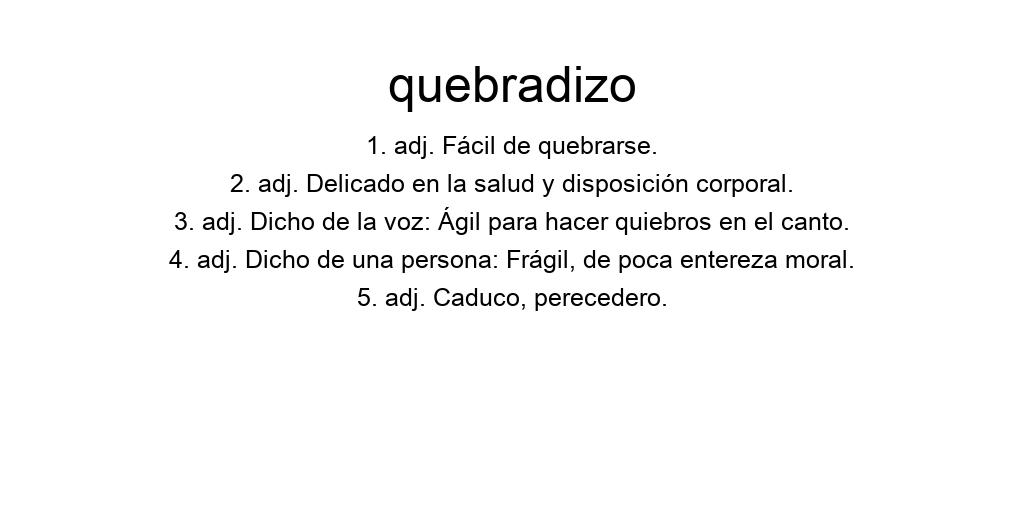 quebradizo
1. adj. Fácil de quebrarse.
2. adj. Delicado en la salud y disposición corporal.
3. adj. Dicho de la voz: Ágil para hacer quiebros en el canto.
4. adj. Dicho de una persona: Frágil, de poca entereza moral.
5. adj. Caduco, perecedero.